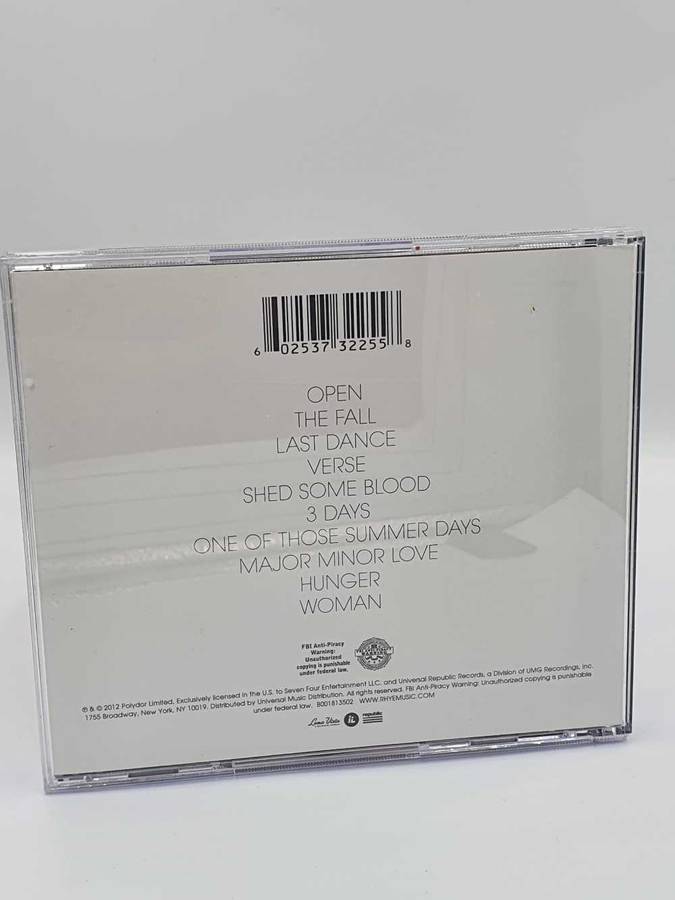 6 02537 32255 8
OPEN
THE FALL
LAST DANCE
VERSE
SHED SOME BLOOD
3 DAYS
ONE OF THOSE SUMMER DAYS
MAJOR MINOR LOVE
HUNGER
WOMAN
FBI Anti-Piracy
Warning:
Unauthorized
copying is punishable
under federal law.
℗ & © 2012 Polydor Limited, Exclusively licensed in the U.S. to Seven Four Entertainment LLC. and Universal Republic Records, a Division of UMG Recordings, Inc.
1755 Broadway, New York, NY 10019. Distributed by Universal Music Distribution. All rights reserved. FBI Anti-Piracy Warning: Unauthorized copying is punishable
under federal law. B001813502 WWW.RHYEMUSIC.COM
Loma Vista republic